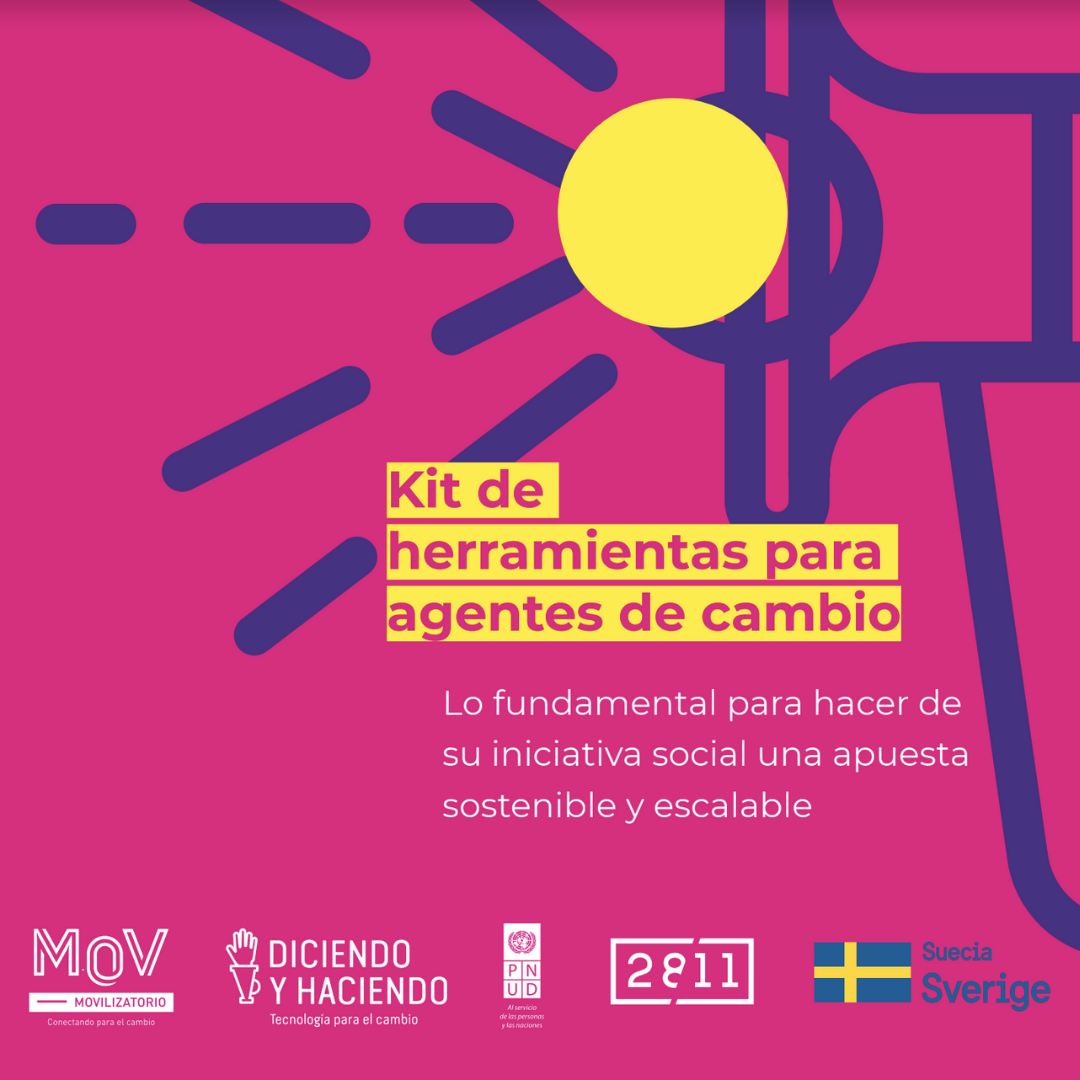 Kit de
herramientas para
agentes de cambio
Lo fundamental para hacer de
su iniciativa social una apuesta
sostenible y escalable
MOV
MOVILIZATORIO
Conectando para el cambio
DICIENDO
Y HACIENDO
Tecnología para el cambio
PN
UD
Al servicio
de las personas
y las naciones
2811
Suecia
Sverige